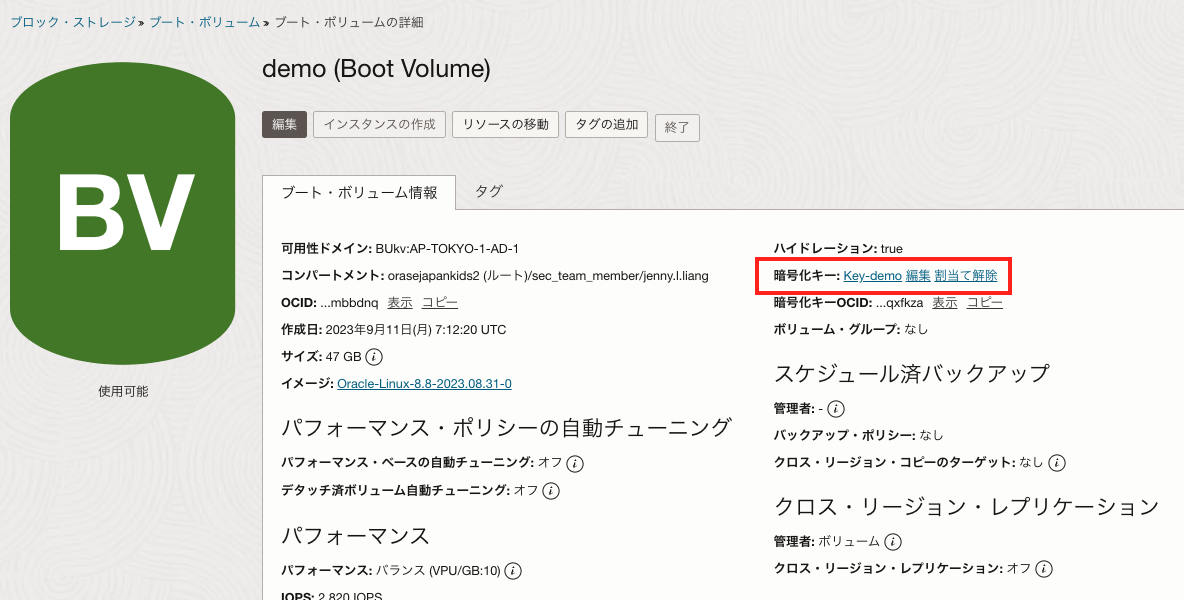 ブロック・ストレージ » ブート・ボリューム » ブート・ボリュームの詳細
BV
使用可能
demo (Boot Volume)
編集 インスタンスの作成 リソースの移動 タグの追加 終了
ブート・ボリューム情報 タグ
可用性ドメイン: BUkv:AP-TOKYO-1-AD-1
コンパートメント: orasejapankids2 (ルート)/sec_team_member/jenny.l.liang
OCID: ...mbbdnq 表示 コピー
作成日: 2023年9月11日(月) 7:12:20 UTC
サイズ: 47 GB i
イメージ: Oracle-Linux-8.8-2023.08.31-0
パフォーマンス・ポリシーの自動チューニング
パフォーマンス・ベースの自動チューニング: オフ i
デタッチ済ボリューム自動チューニング: オフ i
パフォーマンス
パフォーマンス: バランス (VPU/GB:10) i
IOPS: 2,820 IOPS
ハイドレーション: true
暗号化キー: Key-demo 編集 割当て解除
暗号化キーOCID: ...qxfkza 表示 コピー
ボリューム・グループ: なし
スケジュール済バックアップ
管理者: - i
バックアップ・ポリシー: なし
クロス・リージョン・コピーのターゲット: なし i
クロス・リージョン・レプリケーション
管理者: ボリューム i
クロス・リージョン・レプリケーション: オフ i